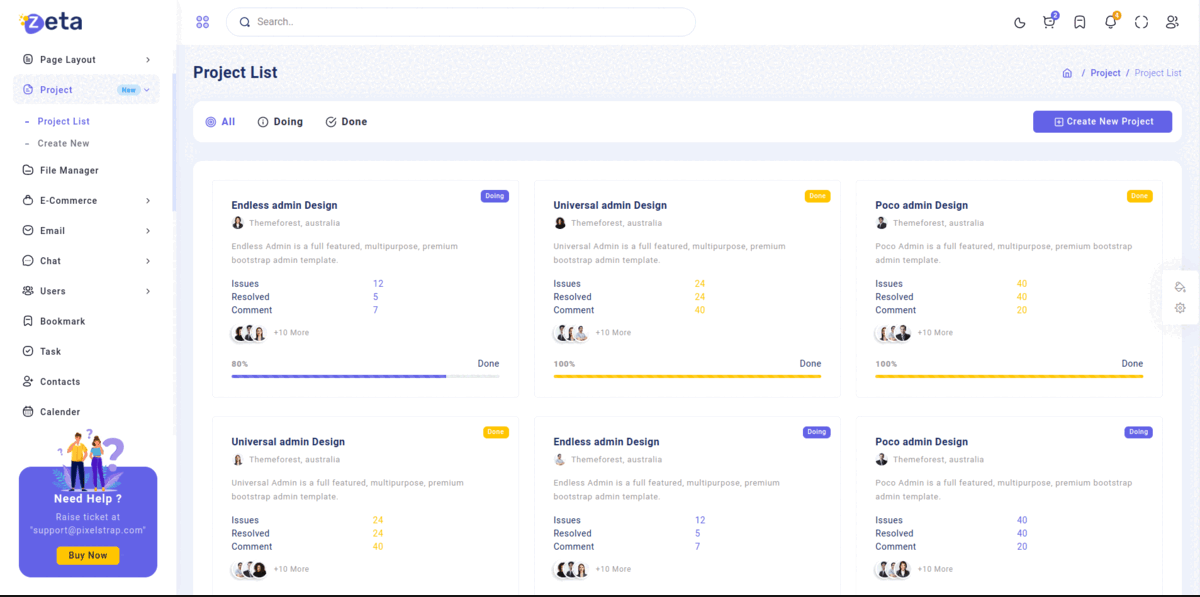 zeta
Search..
2
4
Page Layout
Project New
- Project List
- Create New
File Manager
E-Commerce
Email
Chat
Users
Bookmark
Task
Contacts
Calender
Need Help ?
Raise ticket at
"support@pixelstrap.com"
Buy Now
Project List
/ Project / Project List
All Doing Done
Create New Project
Doing
Endless admin Design
Themeforest, australia
Endless Admin is a full featured, multipurpose, premium
bootstrap admin template.
Issues 12
Resolved 5
Comment 7
+10 More
80% Done
Done
Universal admin Design
Themeforest, australia
Universal Admin is a full featured, multipurpose, premium
bootstrap admin template.
Issues 24
Resolved 24
Comment 40
+10 More
100% Done
Done
Poco admin Design
Themeforest, australia
Poco Admin is a full featured, multipurpose, premium bootstrap
admin template.
Issues 40
Resolved 40
Comment 20
+10 More
100% Done
Done
Universal admin Design
Themeforest, australia
Universal Admin is a full featured, multipurpose, premium
bootstrap admin template.
Issues 24
Resolved 24
Comment 40
+10 More
Doing
Endless admin Design
Themeforest, australia
Endless Admin is a full featured, multipurpose, premium
bootstrap admin template.
Issues 12
Resolved 5
Comment 7
+10 More
Doing
Poco admin Design
Themeforest, australia
Poco Admin is a full featured, multipurpose, premium bootstrap
admin template.
Issues 40
Resolved 40
Comment 20
+10 More